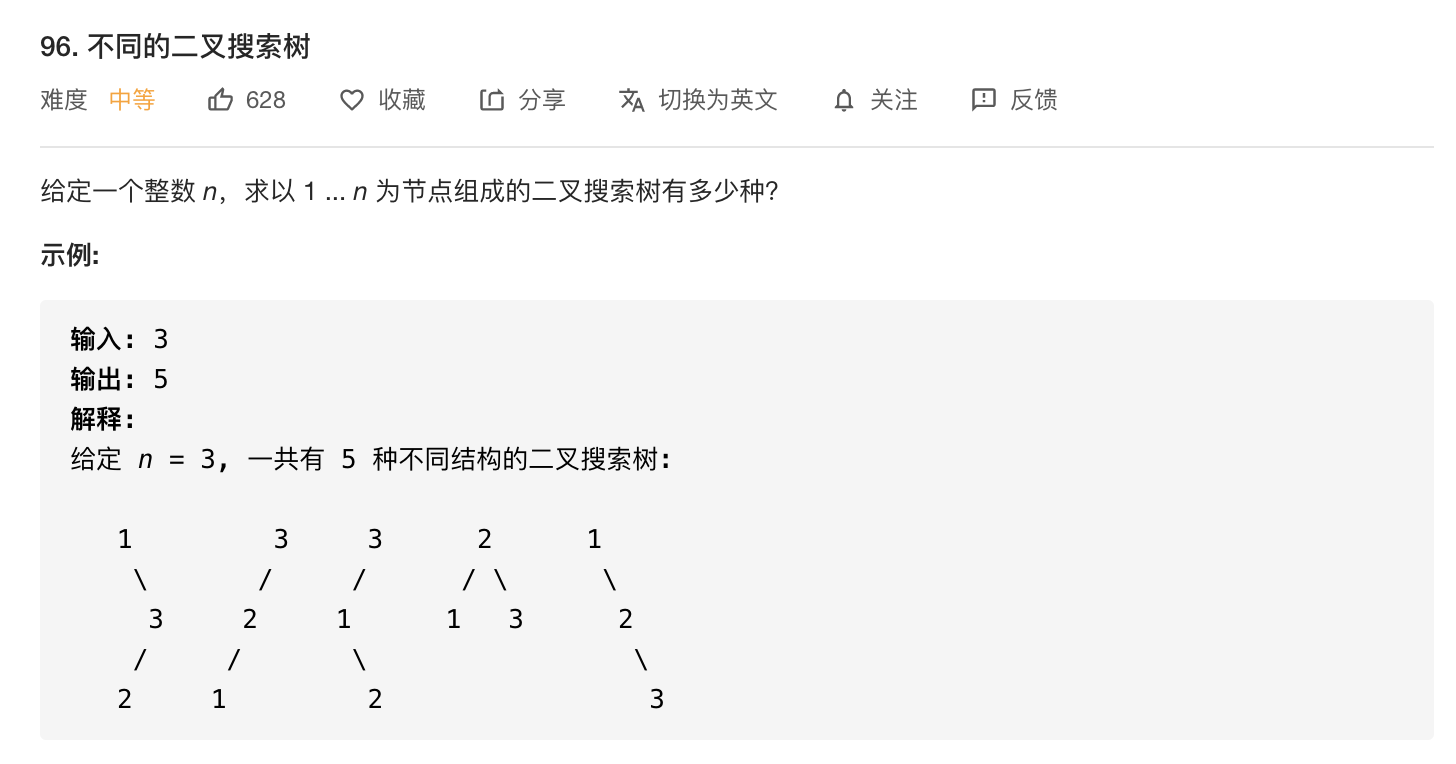 96. 不同的二叉搜索树
难度 中等 628 收藏 分享 切换为英文 关注 反馈
给定一个整数 n，求以 1 ... n 为节点组成的二叉搜索树有多少种?
示例:
输入: 3
输出: 5
解释:
给定 n = 3, 一共有 5 种不同结构的二叉搜索树:
   1         3     3      2      1
    \       /     /      / \      \
     3     2     1      1   3      2
    /     /       \                 \
   2     1         2                 3